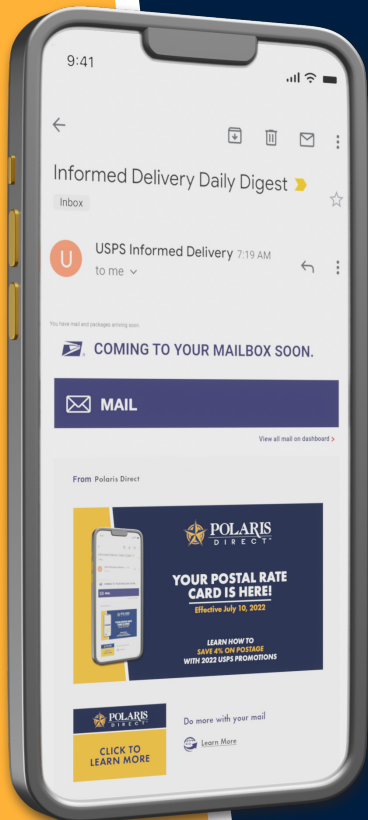 9:41
Informed Delivery Daily Digest
Inbox
U
USPS Informed Delivery 7:19 AM
to me
You have mail and packages arriving soon.
COMING TO YOUR MAILBOX SOON.
MAIL
View all mail on dashboard >
From Polaris Direct
POLARIS
DIRECT
YOUR POSTAL RATE
CARD IS HERE!
Effective July 10, 2022
LEARN HOW TO
SAVE 4% ON POSTAGE
WITH 2022 USPS PROMOTIONS
POLARIS
DIRECT
CLICK TO
LEARN MORE
Do more with your mail
Learn More